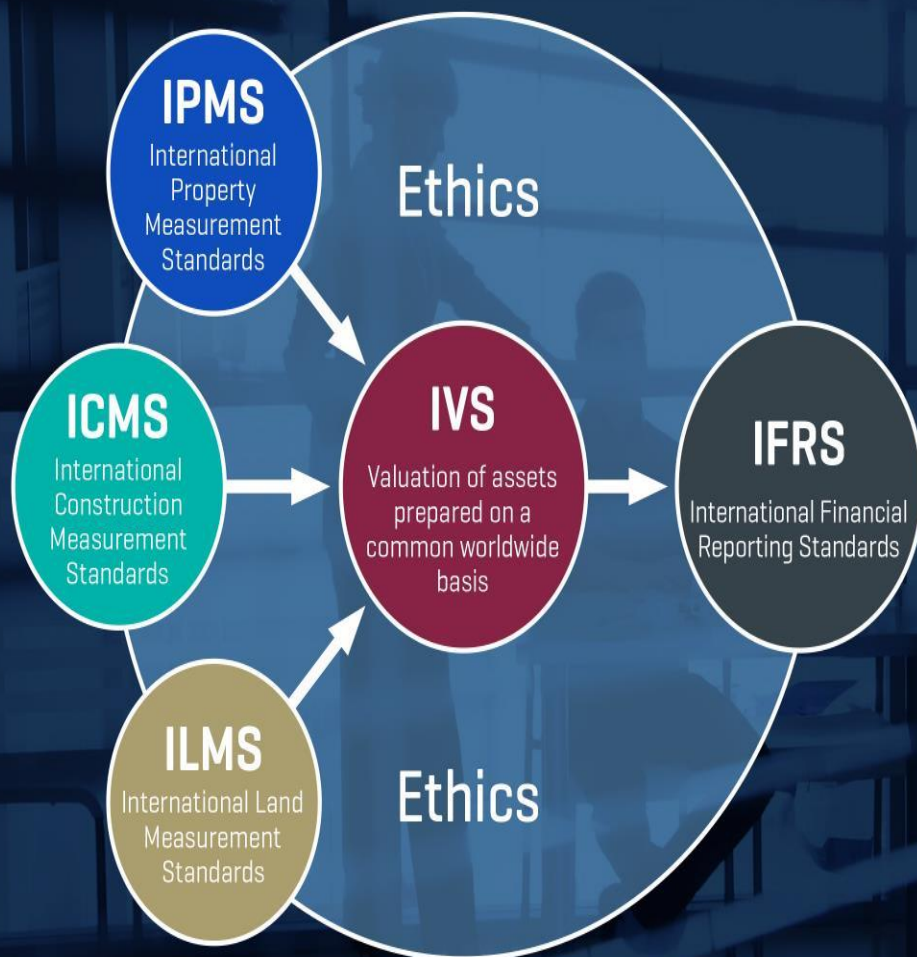 IPMS
International
Property
Measurement
Standards
Ethics
ICMS
International
Construction
Measurement
Standards
IVS
Valuation of assets
prepared on a
common worldwide
basis
IFRS
International Financial
Reporting Standards
ILMS
International Land
Measurement
Standards
Ethics